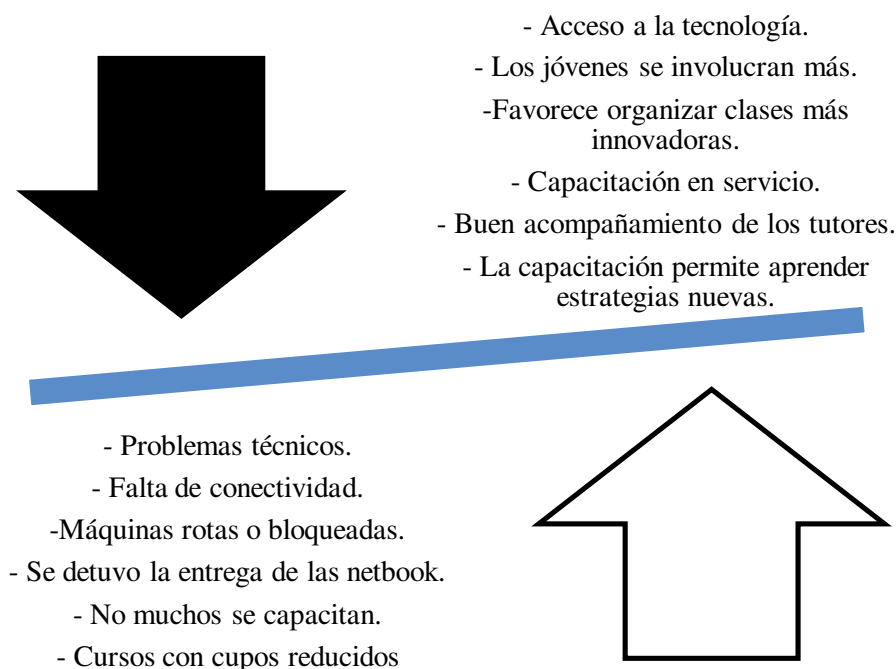 - Acceso a la tecnología.
- Los jóvenes se involucran más.
-Favorece organizar clases más
innovadoras.
- Capacitación en servicio.
- Buen acompañamiento de los tutores.
- La capacitación permite aprender
estrategias nuevas.
- Problemas técnicos.
- Falta de conectividad.
-Máquinas rotas o bloqueadas.
- Se detuvo la entrega de las netbook.
- No muchos se capacitan.
- Cursos con cupos reducidos